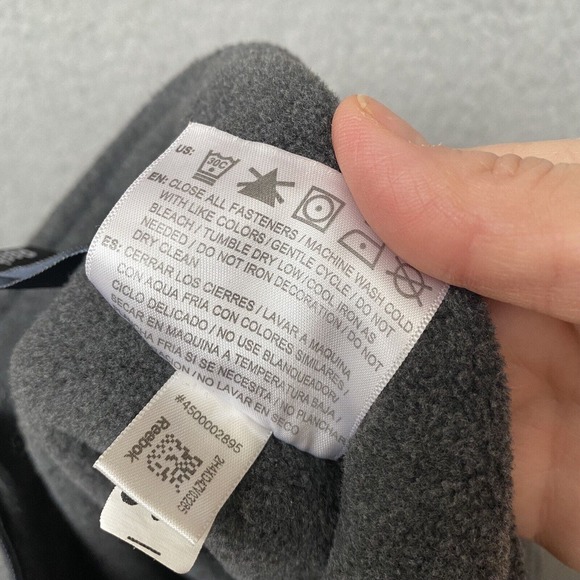 US:
30C
EN: CLOSE ALL FASTENERS / MACHINE WASH COLD
WITH LIKE COLORS / GENTLE CYCLE / DO NOT
BLEACH / TUMBLE DRY LOW / COOL IRON AS
NEEDED / DO NOT IRON DECORATION / DO NOT
DRY CLEAN
ES: CERRAR LOS CIERRES / LAVAR A MAQUINA
CON AQUA FRIA CON COLORES SIMILARES,
CICLO DELICADO / NO USE BLANQUEADOR/
SECAR EN MAQUINA A TEMPERATURA BAJA,
FRIA SI SE NECESITA / NO PLANCHAR
/ NO LAVAR EN SECO
#4500002895
Reebok